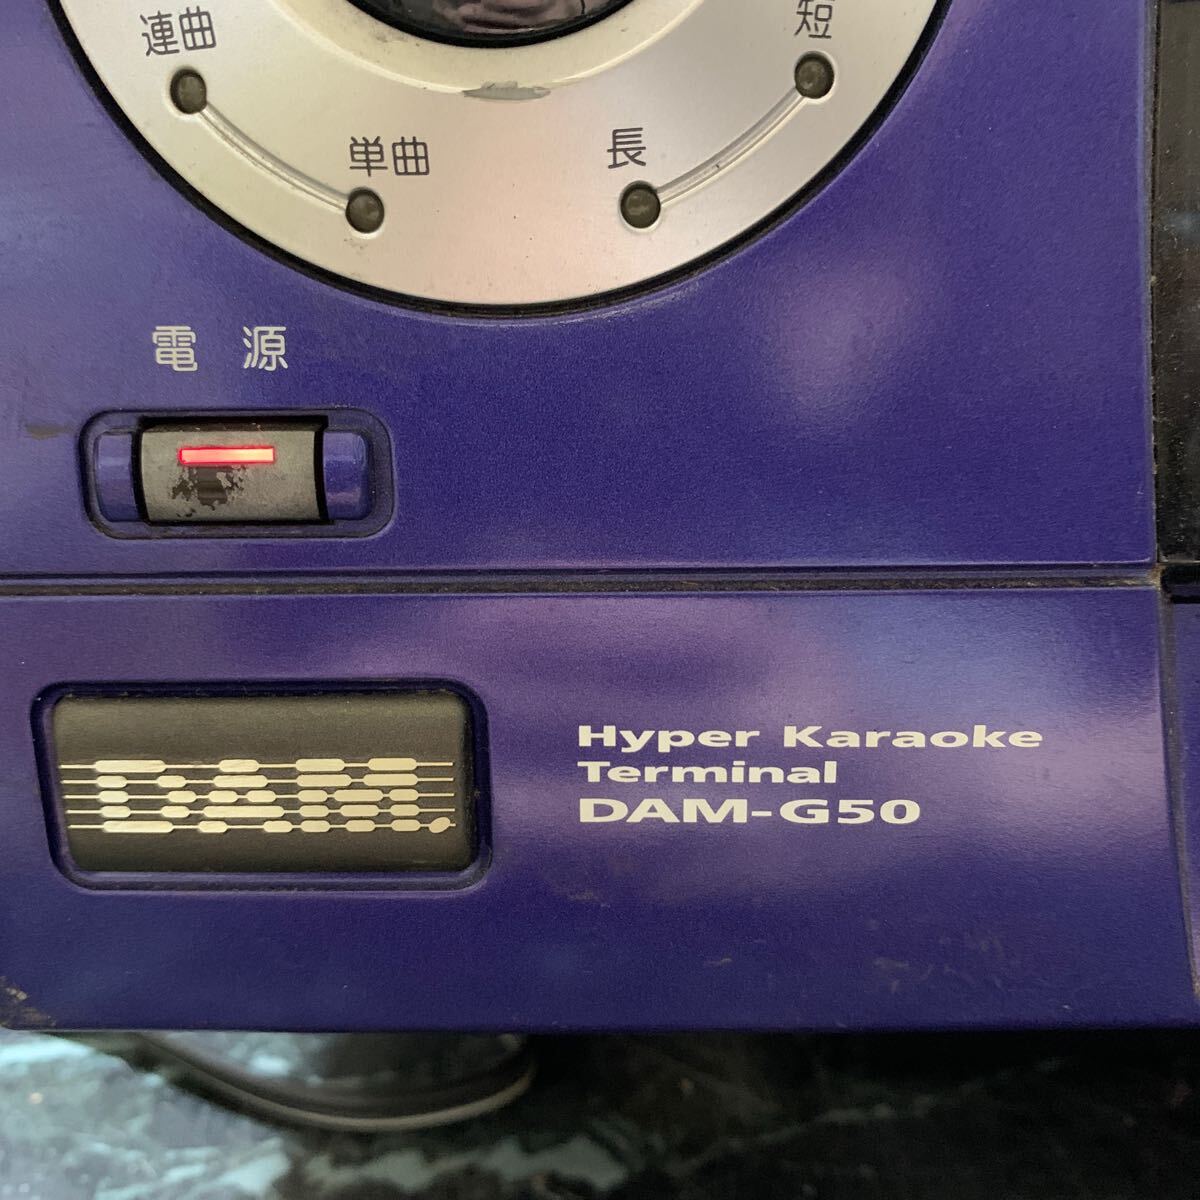 連曲
短
単曲
長
電 源
DAM.
Hyper Karaoke
Terminal
DAM-G50